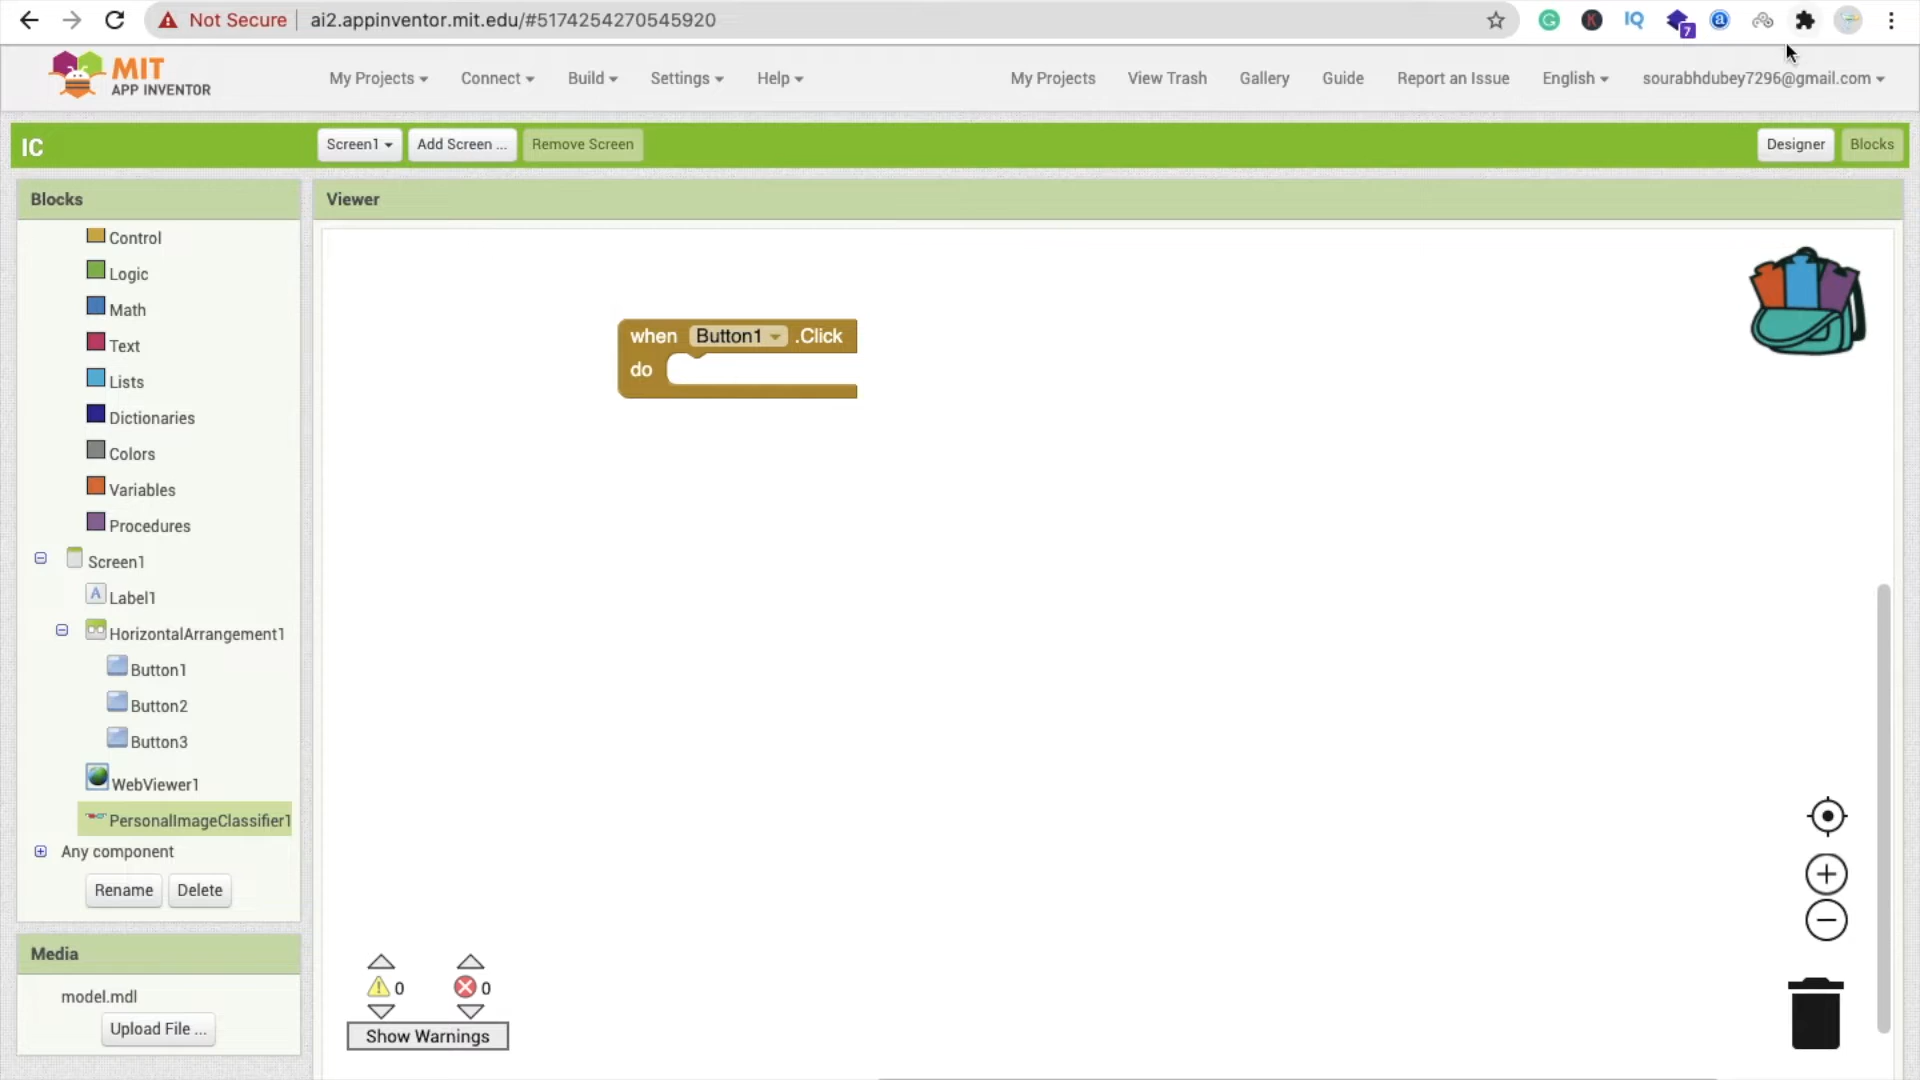 Not Secure ai2.appinventor.mit.edu/#5174254270545920
IQ
7
MIT
APP INVENTOR
My Projects Connect Build Settings Help My Projects View Trash Gallery Guide Report an Issue English sourabhdubey7296@gmail.com
IC
Screen1 Add Screen ... Remove Screen Designer Blocks
Blocks
Viewer
Control
Logic
Math
Text
Lists
Dictionaries
Colors
Variables
Procedures
Screen1
A Label1
HorizontalArrangement1
Button1
Button2
Button3
WebViewer1
PersonalImageClassifier1
Any component
Rename Delete
Media
model.mdl
Upload File ...
when Button1 .Click
do
0 0
Show Warnings